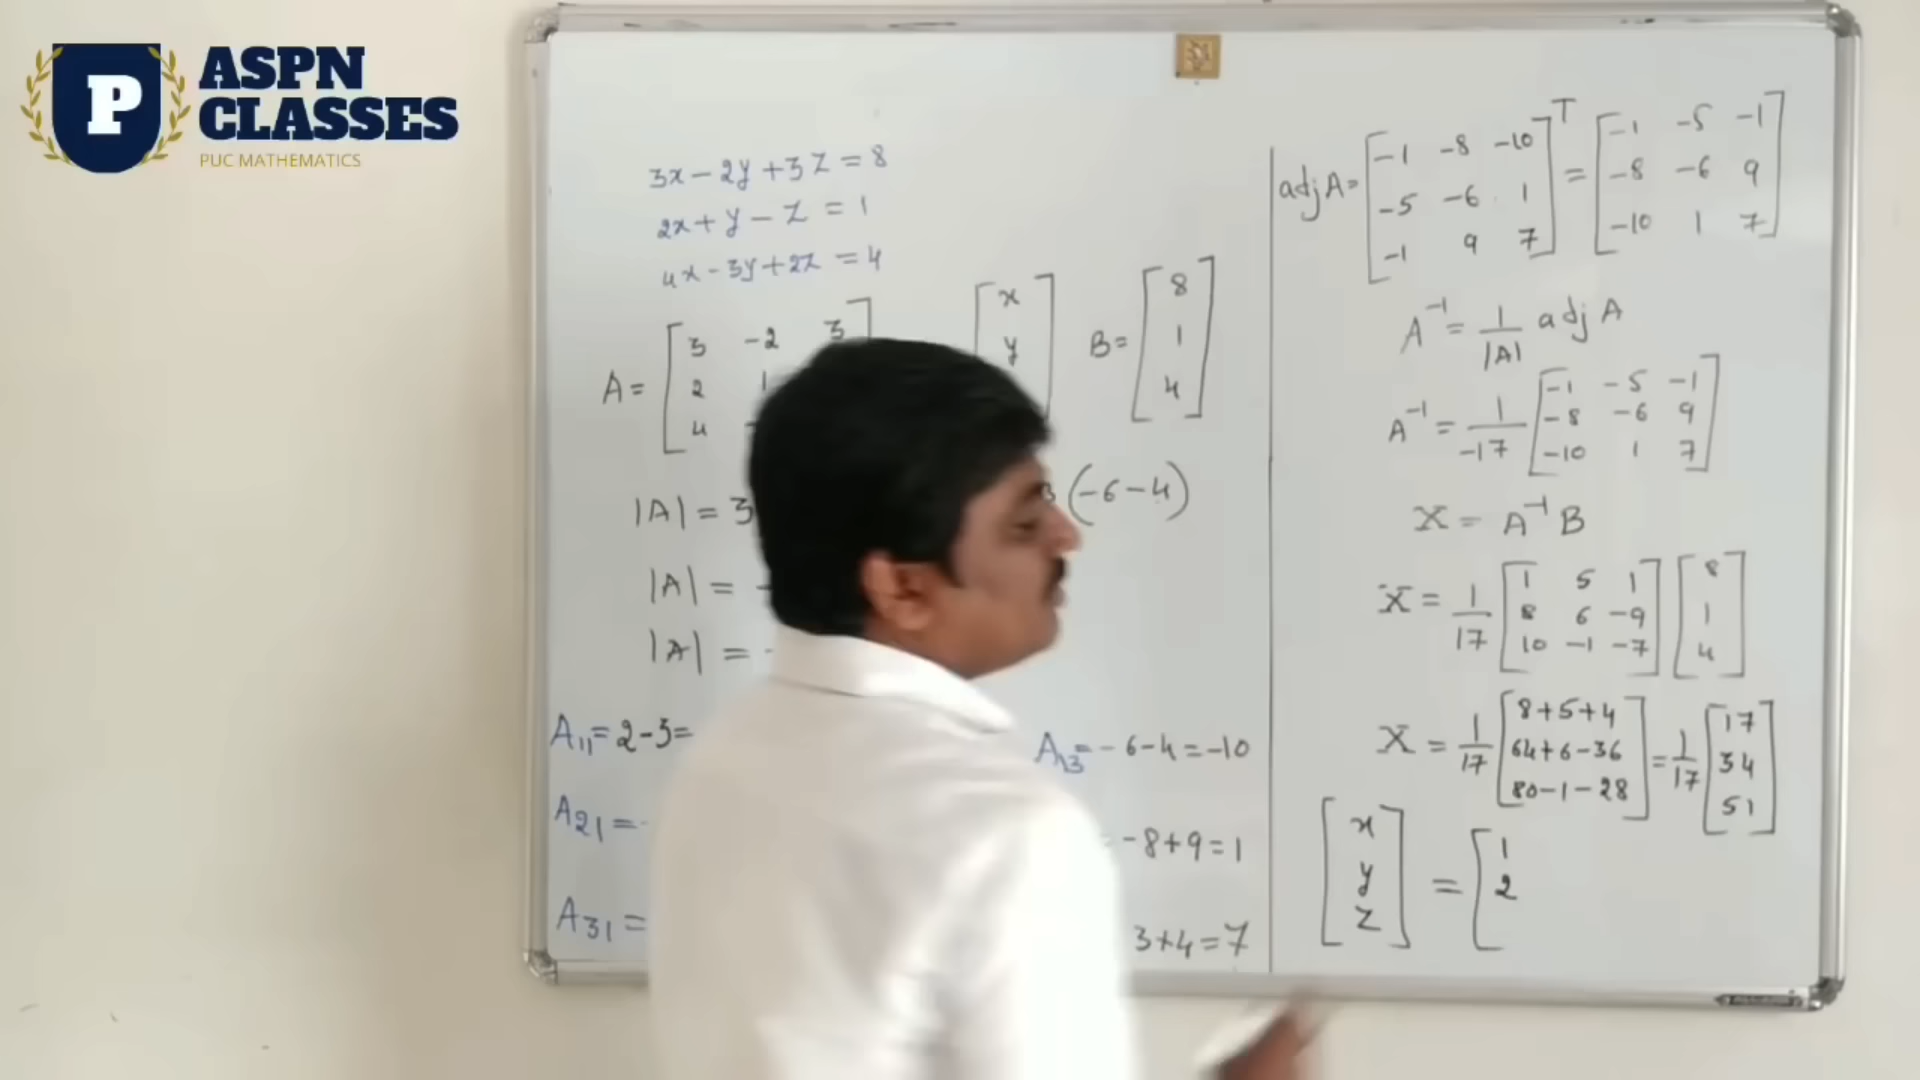 P
ASPN
CLASSES
PUC MATHEMATICS
3x - 2y + 3z = 8
2x + y - z = 1
4x - 3y + 2z = 4
A = [ 3 -2 3
2 1
4
[ x
y
]
B = [ 8
1
4 ]
|A| = 3
(-6-4)
|A| = -
|A| = -
A11 = 2-3 =
A13 = -6-4 = -10
A21 = -
= -8+9 = 1
A31 =
3+4 = 7
adj A = [ -1 -8 -10
-5 -6 1
-1 9 7 ]^T = [ -1 -5 -1
-8 -6 9
-10 1 7 ]
A^-1 = 1/|A| adj A
A^-1 = 1/-17 [ -1 -5 -1
-8 -6 9
-10 1 7 ]
X = A^-1 B
X = 1/17 [ 1 5 1
8 6 -9
10 -1 -7 ] [ 8
1
4 ]
X = 1/17 [ 8+5+4
64+6-36
80-1-28 ] = 1/17 [ 17
34
51 ]
[ x
y
z ] = [ 1
2